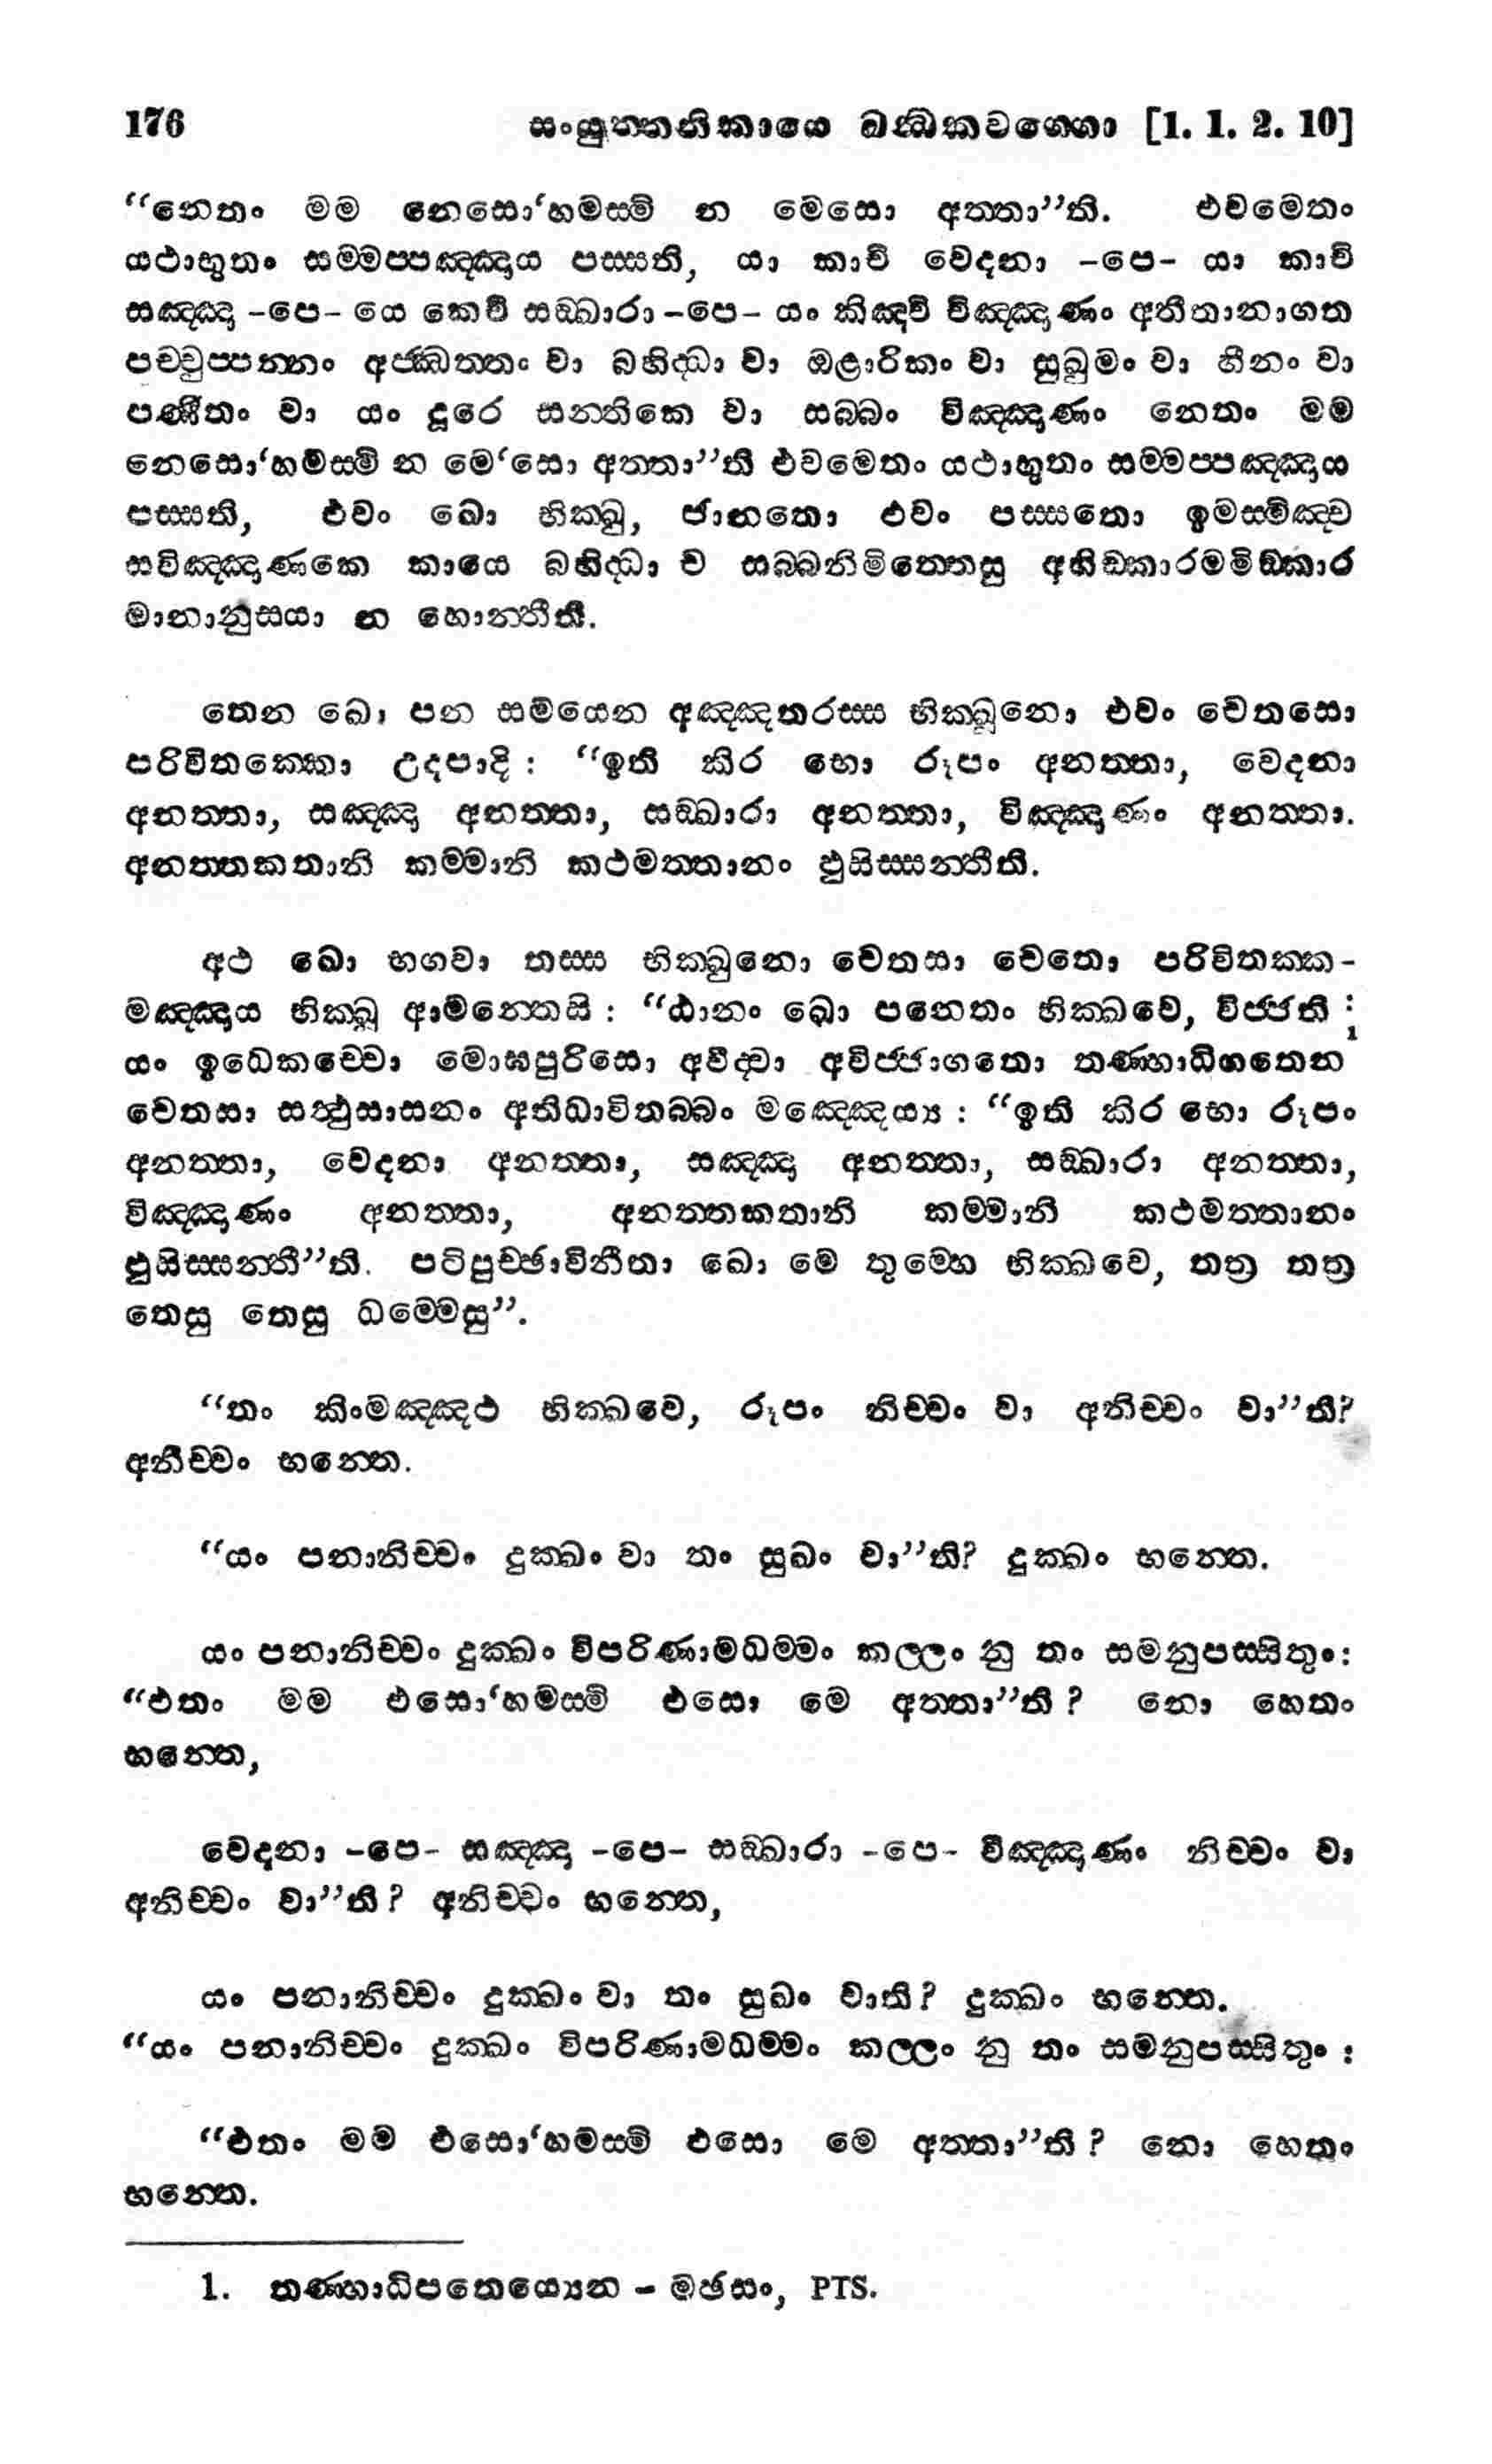 176 සංයුත්තනිකායෙ ඛන්ධකවග්ගො [1. 1. 2. 10]
“නෙතං මම නෙසො‘හමස්මි න මෙසො අත්තා”ති. එවමෙතං
යථාභුතං සම්මප්පඤ්ඤාය පස්සති, යා කාචි වෙදනා -පෙ- යා කාචි
සඤ්ඤා -පෙ- යෙ කෙචි සඞ්ඛාරා -පෙ- යං කිඤ්චි විඤ්ඤාණං අතීතානාගත
පච්චුප්පන්නං අජ්ඣත්තං වා බහිද්ධා වා ඔළාරිකං වා සුඛුමං වා හීනං වා
පණීතං වා යං දූරෙ සන්තිකෙ වා සබ්බං විඤ්ඤාණං නෙතං මම
නෙසො‘හමස්මි න මෙ‘සො අත්තා”ති එවමෙතං යථාභුතං සම්මප්පඤ්ඤාය
පස්සති, එවං ඛො භික්ඛු, ජානතො එවං පස්සතො ඉමස්මිඤ්ච
සවිඤ්ඤාණකෙ කායෙ බහිද්ධා ච සබ්බනිමිත්තෙසු අහිඞ්කාරමමිඞ්කාර
මානානුසයා න හොන්තීති.
තෙන ඛො පන සමයෙන අඤ්ඤතරස්ස භික්ඛුනො එවං චෙතසො
පරිවිතක්කො උදපාදි : “ඉති කිර භො රූපං අනත්තා, වෙදනා
අනත්තා, සඤ්ඤා අනත්තා, සඞ්ඛාරා අනත්තා, විඤ්ඤාණං අනත්තා.
අනත්තකතානි කම්මානි කථමත්තානං ඵුසිස්සන්තීති.
අථ ඛො භගවා තස්ස භික්ඛුනො චෙතසා චෙතො පරිවිතක්ක-
මඤ්ඤාය භික්ඛූ ආමන්තෙසි : “ඨානං ඛො පනෙතං භික්ඛවෙ, විජ්ජති :
යං ඉධෙකච්චො මොඝපුරිසො අවිද්වා අවිජ්ජාගතො තණ්හාධිගතෙන1
චෙතසා සත්ථුසාසනං අතිධාවිතබ්බං මඤ්ඤෙය්‍ය : “ඉති කිර භො රූපං
අනත්තා, වෙදනා අනත්තා, සඤ්ඤා අනත්තා, සඞ්ඛාරා අනත්තා,
විඤ්ඤාණං අනත්තා, අනත්තකතානි කම්මානි කථමත්තානං
ඵුසිස්සන්තී”ති. පටිපුච්ඡාවිනීතා ඛො මෙ තුම්හෙ භික්ඛවෙ, තත්‍ර තත්‍ර
තෙසු තෙසු ධම්මෙසු”.
“තං කිංමඤ්ඤථ භික්ඛවෙ, රූපං නිච්චං වා අනිච්චං වා”ති?
අනිච්චං භන්තෙ.
“යං පනානිච්චං දුක්ඛං වා තං සුඛං වා”ති? දුක්ඛං භන්තෙ.
යං පනානිච්චං දුක්ඛං විපරිණාමධම්මං කල්ලං නු තං සමනුපස්සිතුං :
“එතං මම එසො‘හමස්මි එසො මෙ අත්තා”ති ? නො හෙතං
භන්තෙ,
වෙදනා -පෙ- සඤ්ඤා -පෙ- සඞ්ඛාරා -පෙ- විඤ්ඤාණං නිච්චං වා
අනිච්චං වා”ති ? අනිච්චං භන්තෙ,
යං පනානිච්චං දුක්ඛං වා තං සුඛං වාති ? දුක්ඛං භන්තෙ.
“යං පනානිච්චං දුක්ඛං විපරිණාමධම්මං කල්ලං නු තං සමනුපස්සිතුං :
“එතං මම එසො‘හමස්මි එසො මෙ අත්තා”ති ? නො හෙතං
භන්තෙ.
1. තණ්හාධිපතෙය්‍යෙන - මඡසං, PTS.